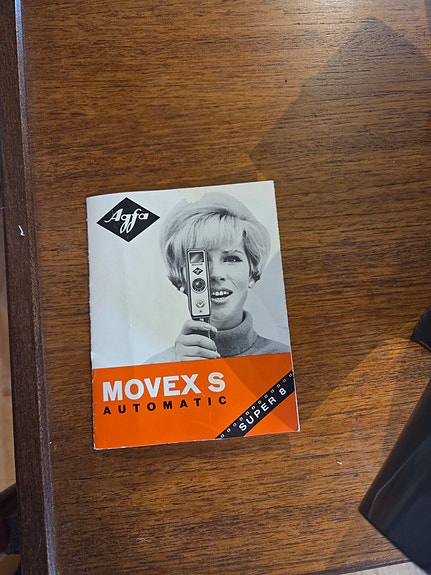 Agfa
MOVEX S
AUTOMATIC
SUPER 8